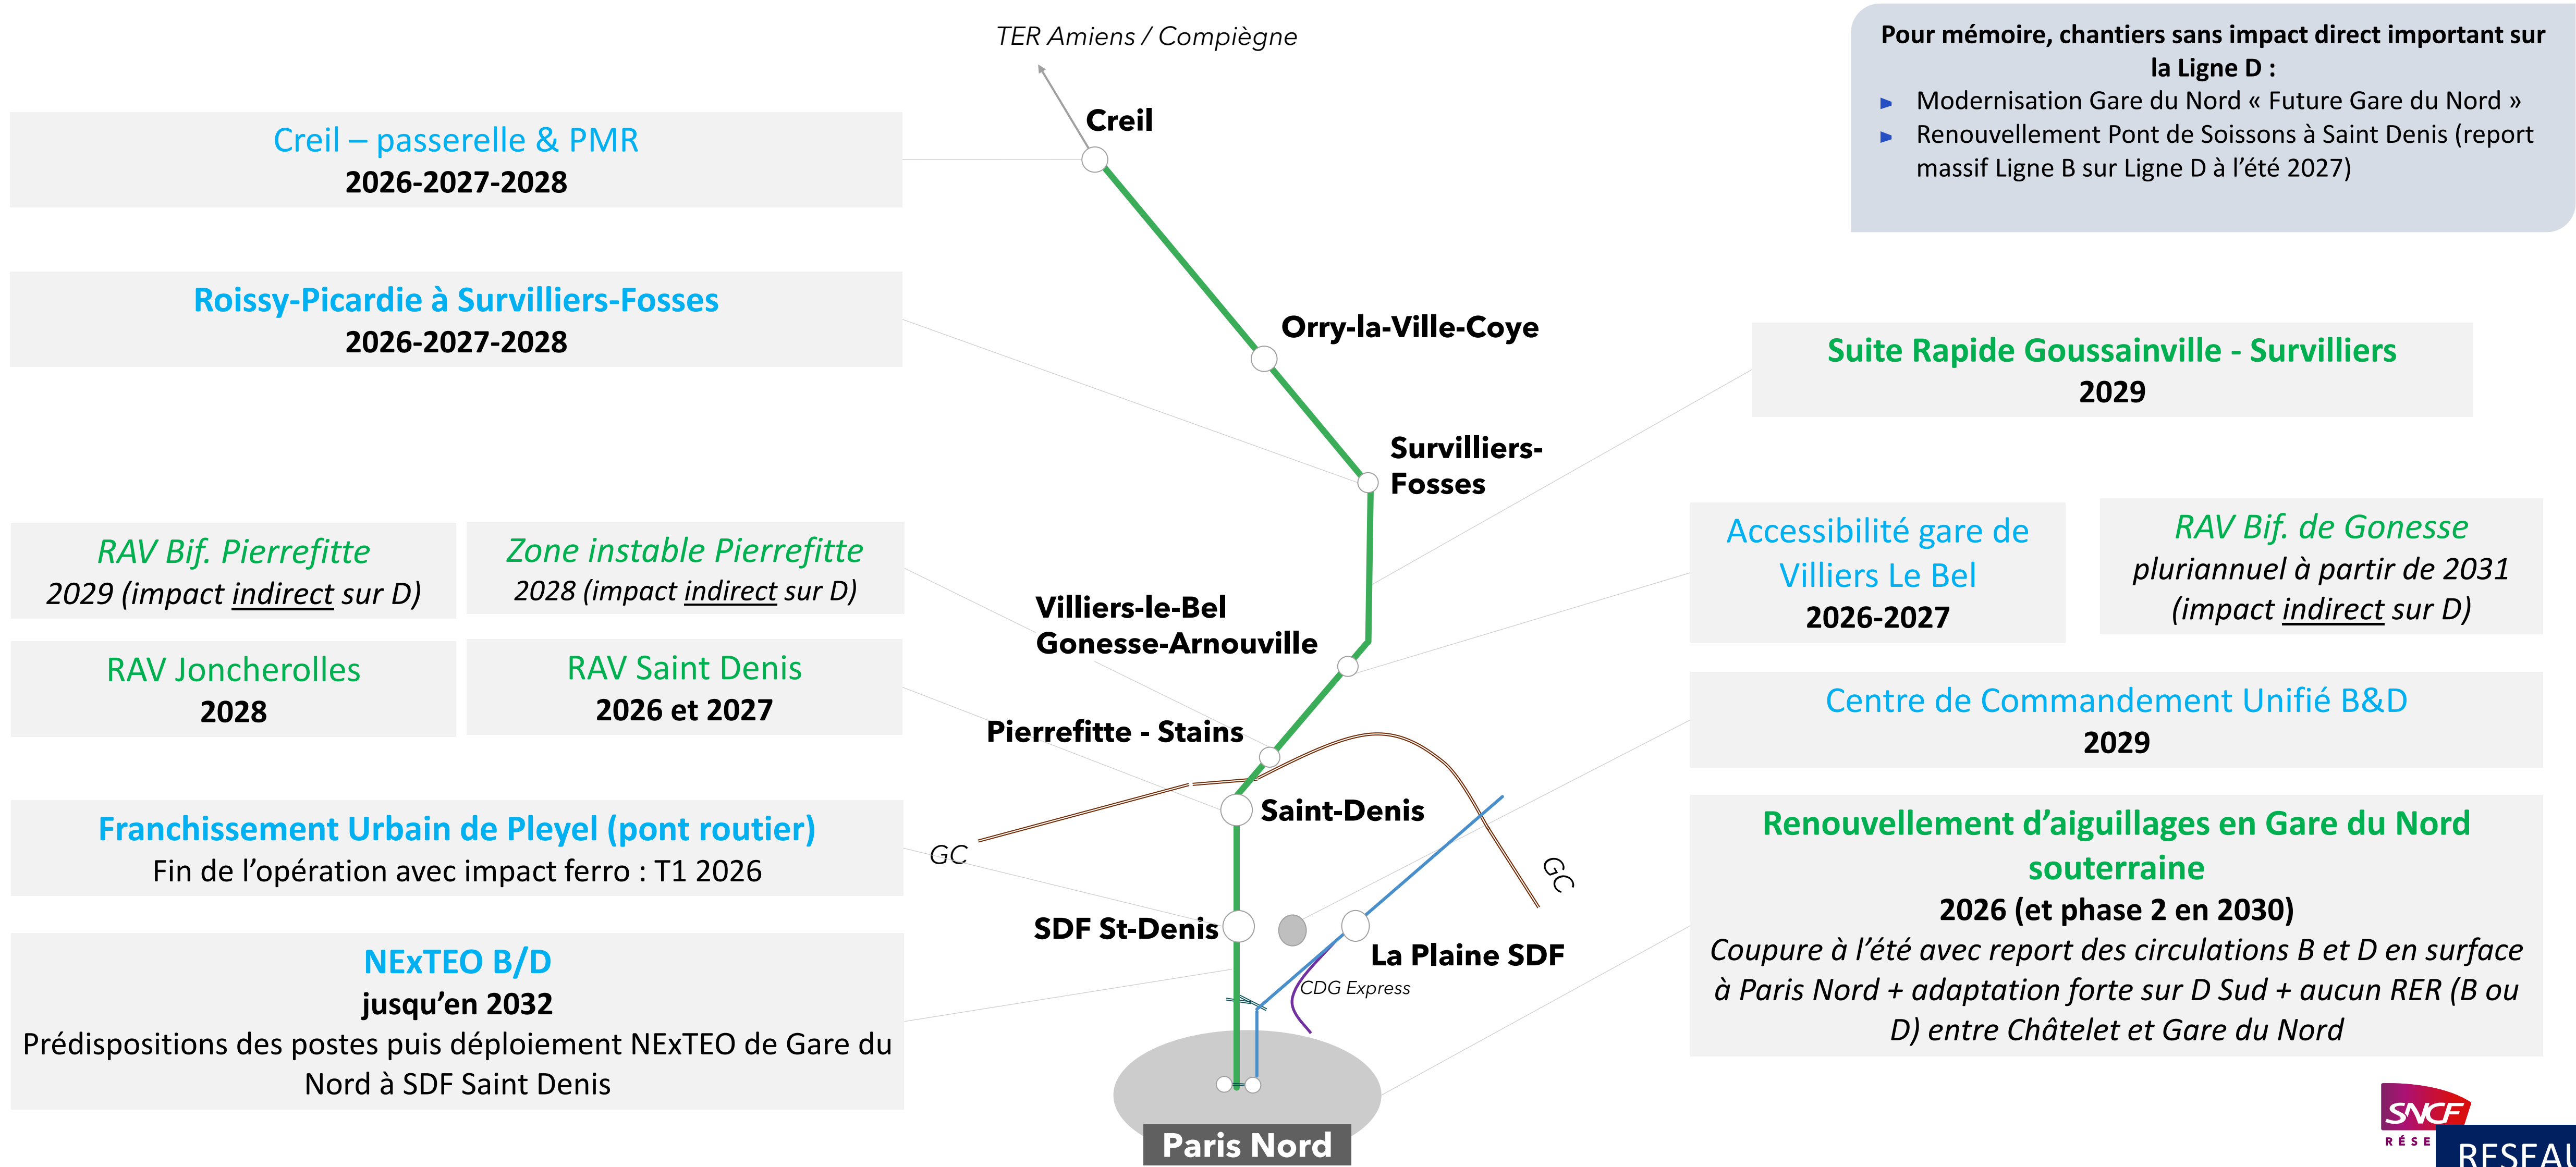 TER Amiens / Compiègne
Pour mémoire, chantiers sans impact direct important sur
la Ligne D :
Modernisation Gare du Nord « Future Gare du Nord »
Renouvellement Pont de Soissons à Saint Denis (report
massif Ligne B sur Ligne D à l’été 2027)
Creil
Creil – passerelle & PMR
2026-2027-2028
Roissy-Picardie à Survilliers-Fosses
2026-2027-2028
Orry-la-Ville-Coye
Suite Rapide Goussainville - Survilliers
2029
Survilliers-
Fosses
RAV Bif. Pierrefitte
2029 (impact indirect sur D)
Zone instable Pierrefitte
2028 (impact indirect sur D)
Accessibilité gare de
Villiers Le Bel
2026-2027
RAV Bif. de Gonesse
pluriannuel à partir de 2031
(impact indirect sur D)
Villiers-le-Bel
Gonesse-Arnouville
RAV Joncherolles
2028
RAV Saint Denis
2026 et 2027
Pierrefitte - Stains
Centre de Commandement Unifié B&D
2029
Saint-Denis
Franchissement Urbain de Pleyel (pont routier)
Fin de l’opération avec impact ferro : T1 2026
GC
GC
SDF St-Denis
La Plaine SDF
CDG Express
Renouvellement d’aiguillages en Gare du Nord
souterraine
2026 (et phase 2 en 2030)
Coupure à l’été avec report des circulations B et D en surface
à Paris Nord + adaptation forte sur D Sud + aucun RER (B ou
D) entre Châtelet et Gare du Nord
NExTEO B/D
jusqu’en 2032
Prédispositions des postes puis déploiement NExTEO de Gare du
Nord à SDF Saint Denis
Paris Nord
SNCF
RÉSE
RESEAU